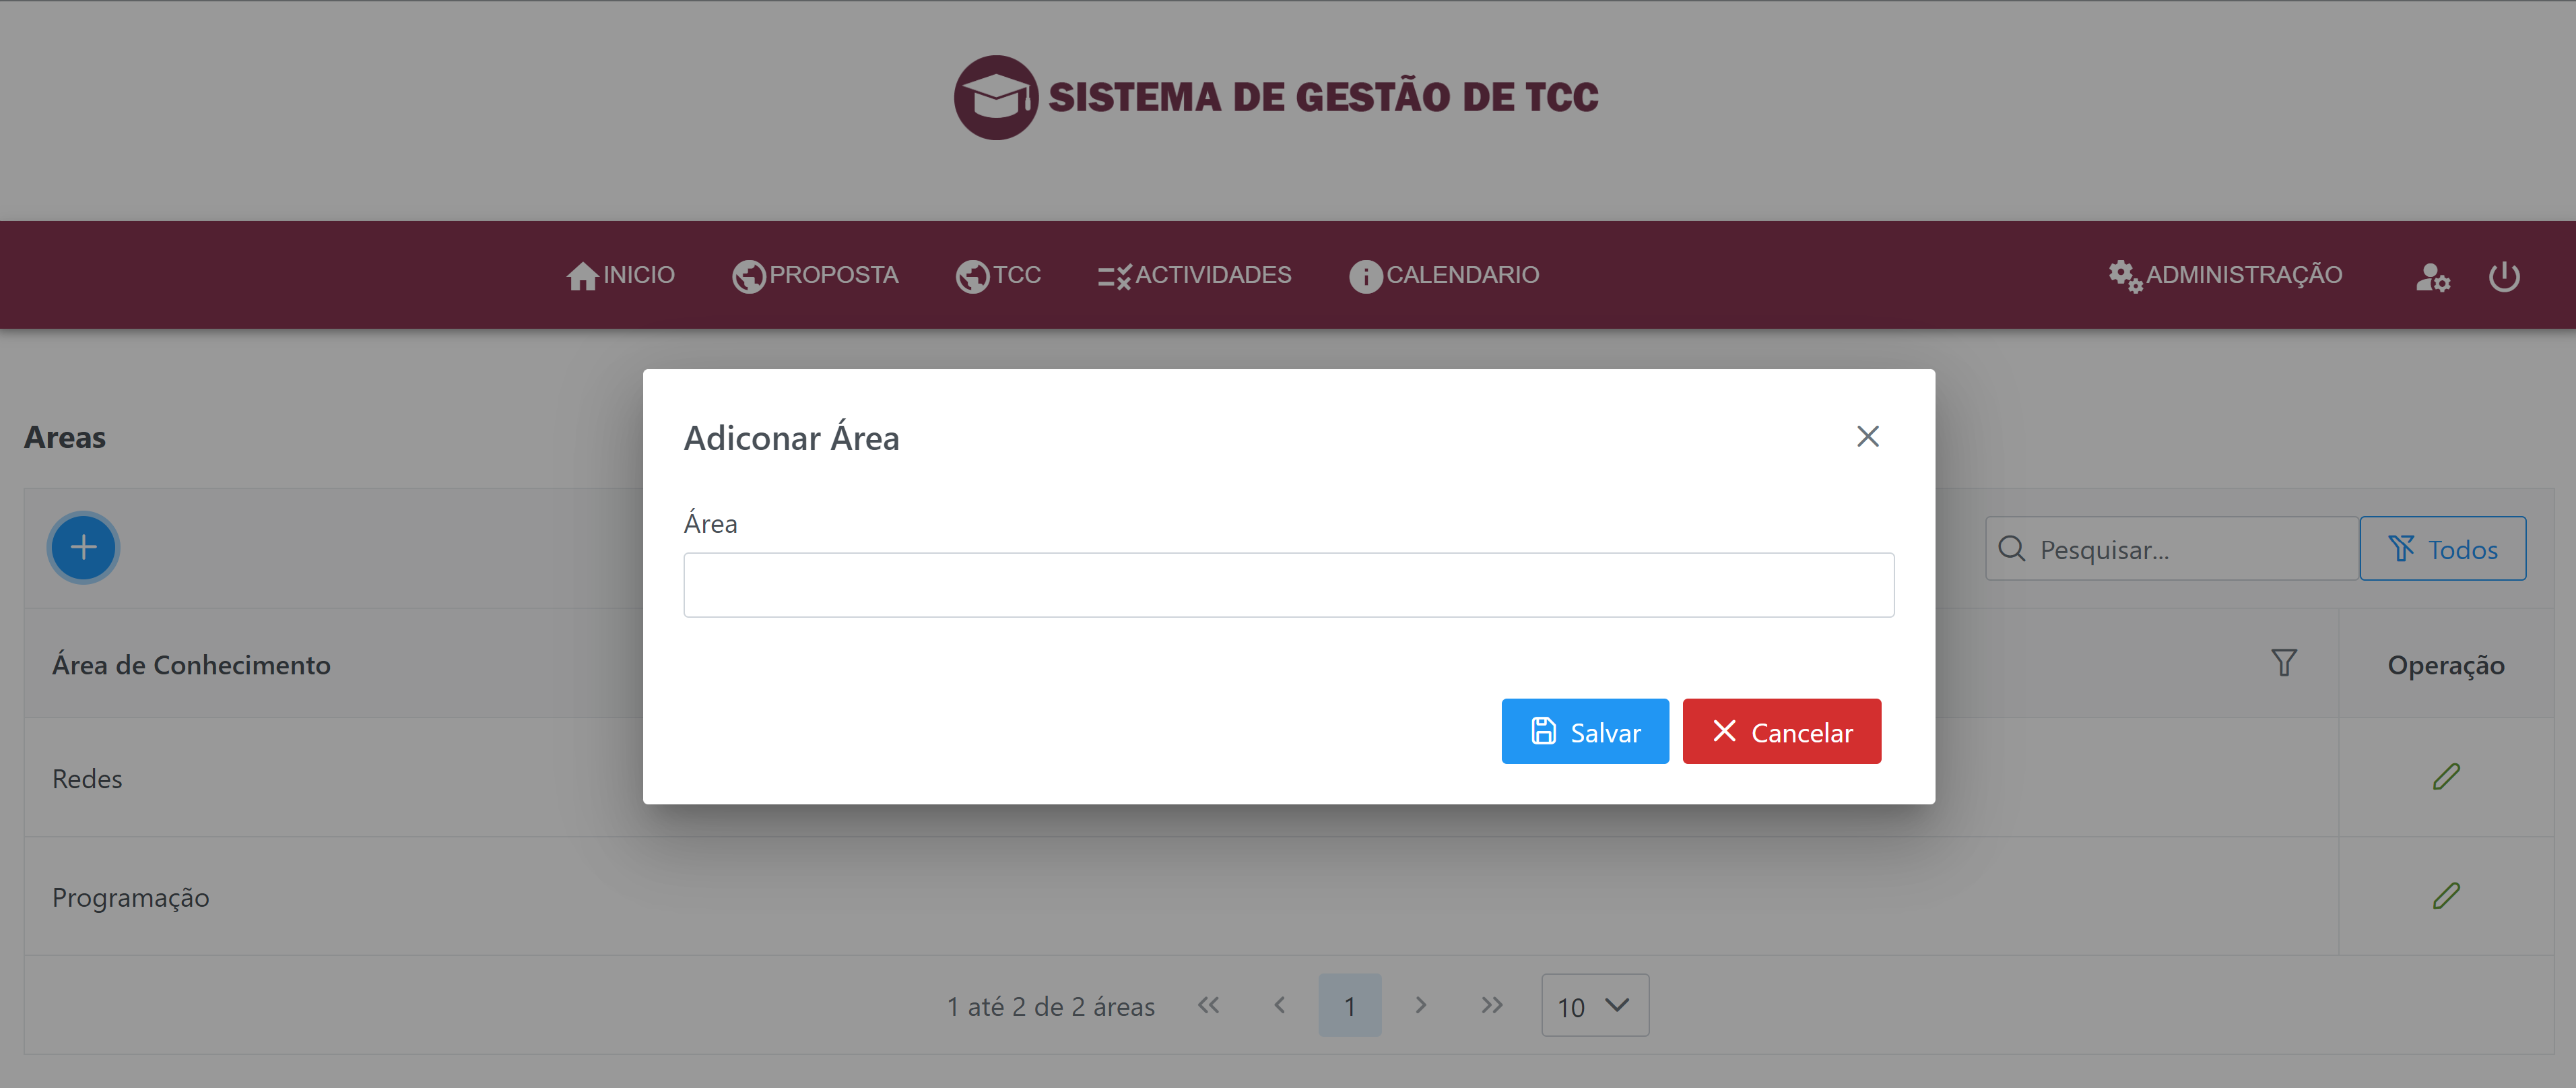 SISTEMA DE GESTÃO DE TCC
INICIO PROPOSTA TCC ACTIVIDADES CALENDARIO ADMINISTRAÇÃO
Areas
Adiconar Área
Área
Pesquisar... Todos
Área de Conhecimento Operação
Salvar Cancelar
Redes
Programação
1 até 2 de 2 áreas 1 10